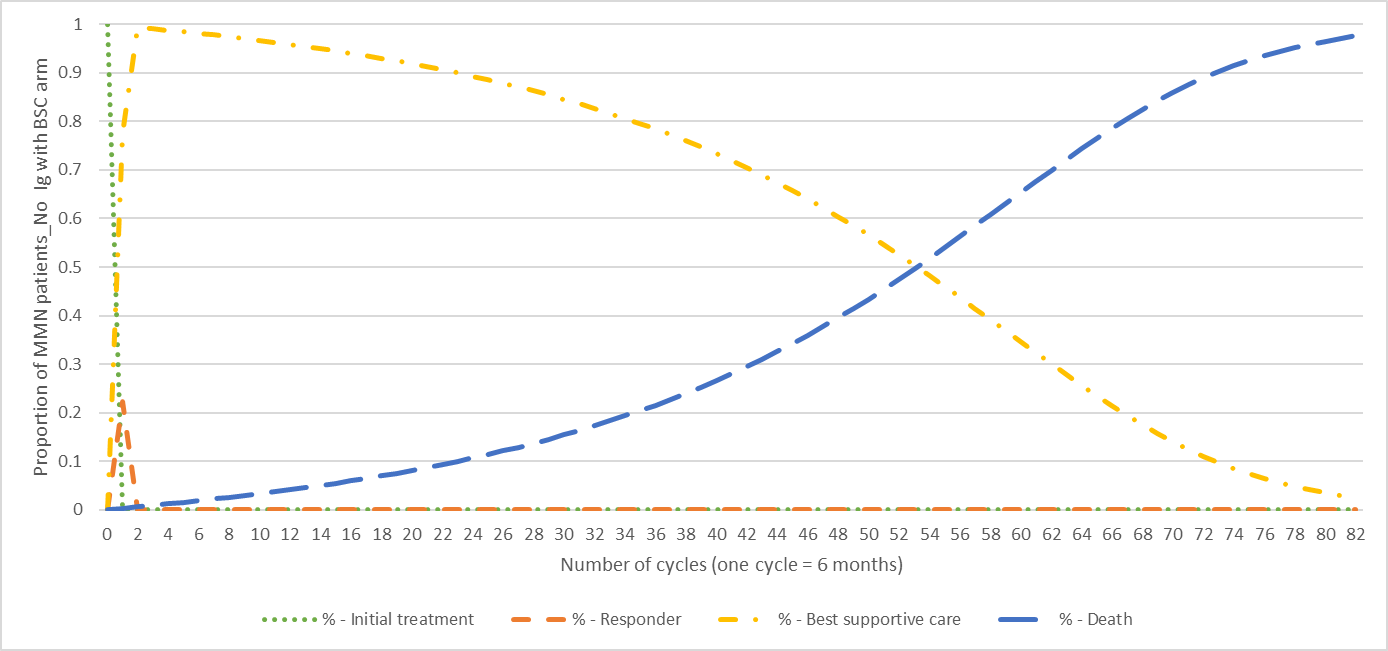 Proportion of MMN patients_No Ig with BSC arm
1
0.9
0.8
0.7
0.6
0.5
0.4
0.3
0.2
0.1
0
0 2 4 6 8 10 12 14 16 18 20 22 24 26 28 30 32 34 36 38 40 42 44 46 48 50 52 54 56 58 60 62 64 66 68 70 72 74 76 78 80 82
Number of cycles (one cycle = 6 months)
% - Initial treatment % - Responder % - Best supportive care % - Death